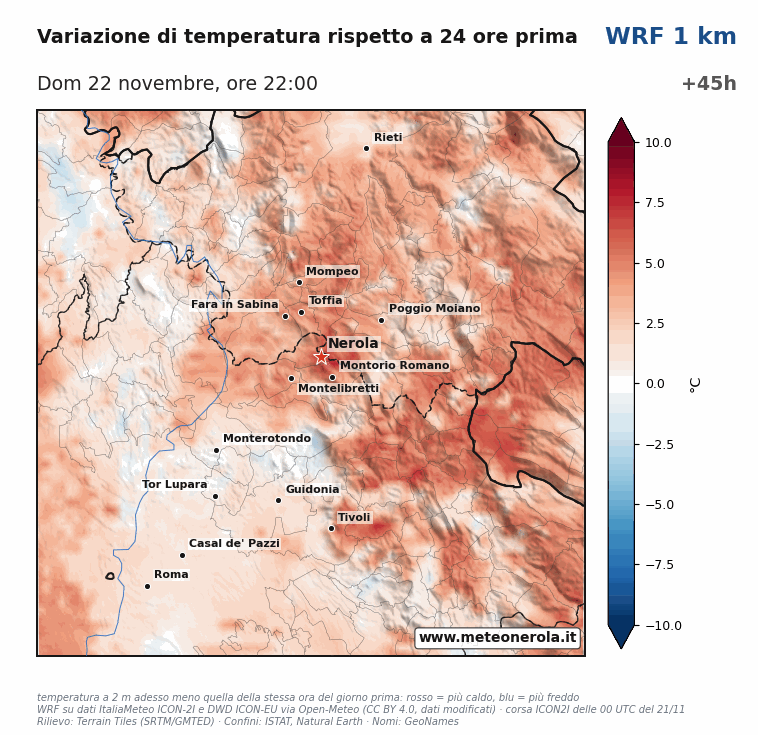 Variazione di temperatura rispetto a 24 ore prima
WRF 1 km
Dom 22 novembre, ore 22:00
+45h
Rieti
Mompeo
Toffia
Fara in Sabina
Poggio Moiano
Nerola
Montorio Romano
Montelibretti
Monterotondo
Tor Lupara
Guidonia
Tivoli
Casal de' Pazzi
Roma
www.meteonerola.it
10.0
7.5
5.0
2.5
0.0
−2.5
−5.0
−7.5
−10.0
°C
temperatura a 2 m adesso meno quella della stessa ora del giorno prima: rosso = più caldo, blu = più freddo
WRF su dati ItaliaMeteo ICON-2I e DWD ICON-EU via Open-Meteo (CC BY 4.0, dati modificati) · corsa ICON2I delle 00 UTC del 21/11
Rilievo: Terrain Tiles (SRTM/GMTED) · Confini: ISTAT, Natural Earth · Nomi: GeoNames